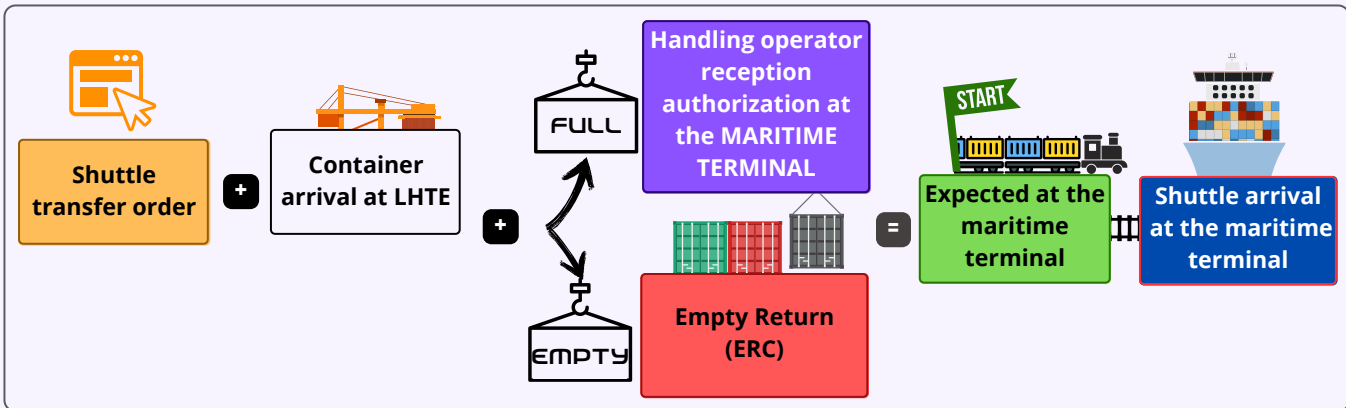 Shuttle
transfer order
+
Container
arrival at LHTE
+
FULL
EMPTY
Handling operator
reception
authorization at
the MARITIME
TERMINAL
Empty Return
(ERC)
=
START
Expected at the
maritime
terminal
Shuttle arrival
at the maritime
terminal